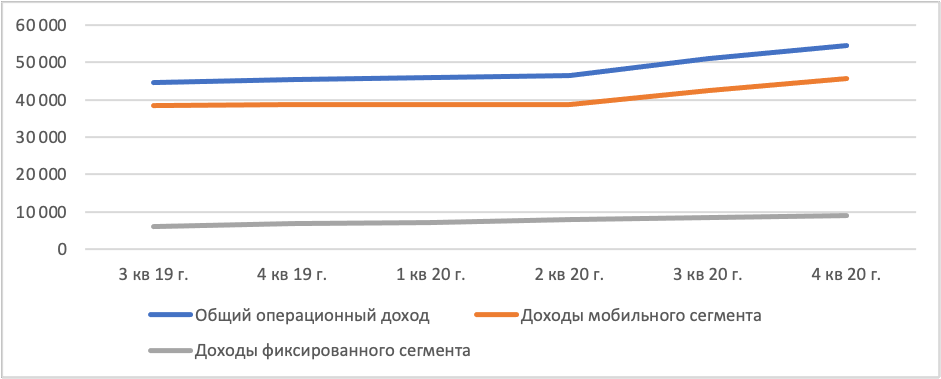 60 000
50 000
40 000
30 000
20 000
10 000
0
3 кв 19 г. 4 кв 19 г. 1 кв 20 г. 2 кв 20 г. 3 кв 20 г. 4 кв 20 г.
Общий операционный доход Доходы мобильного сегмента
Доходы фиксированного сегмента